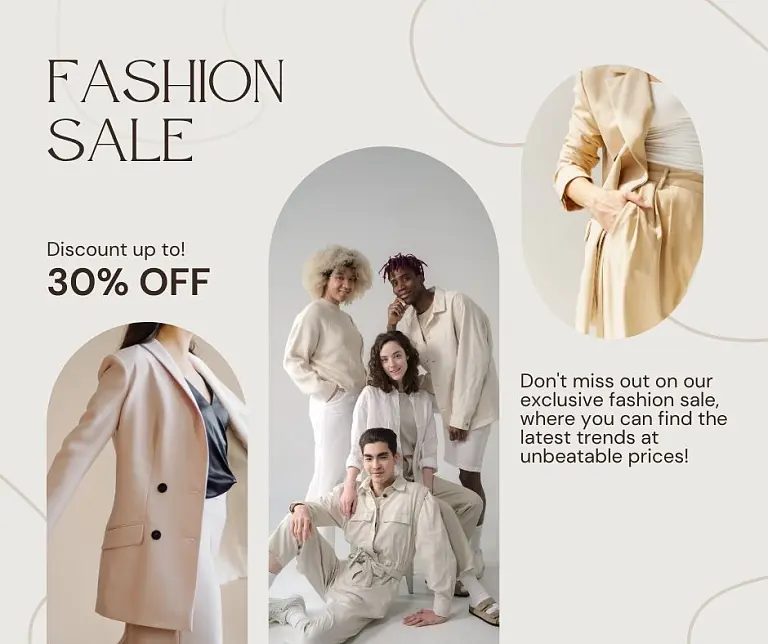 FASHION
SALE
Discount up to!
30% OFF
Don't miss out on our
exclusive fashion sale,
where you can find the
latest trends at
unbeatable prices!